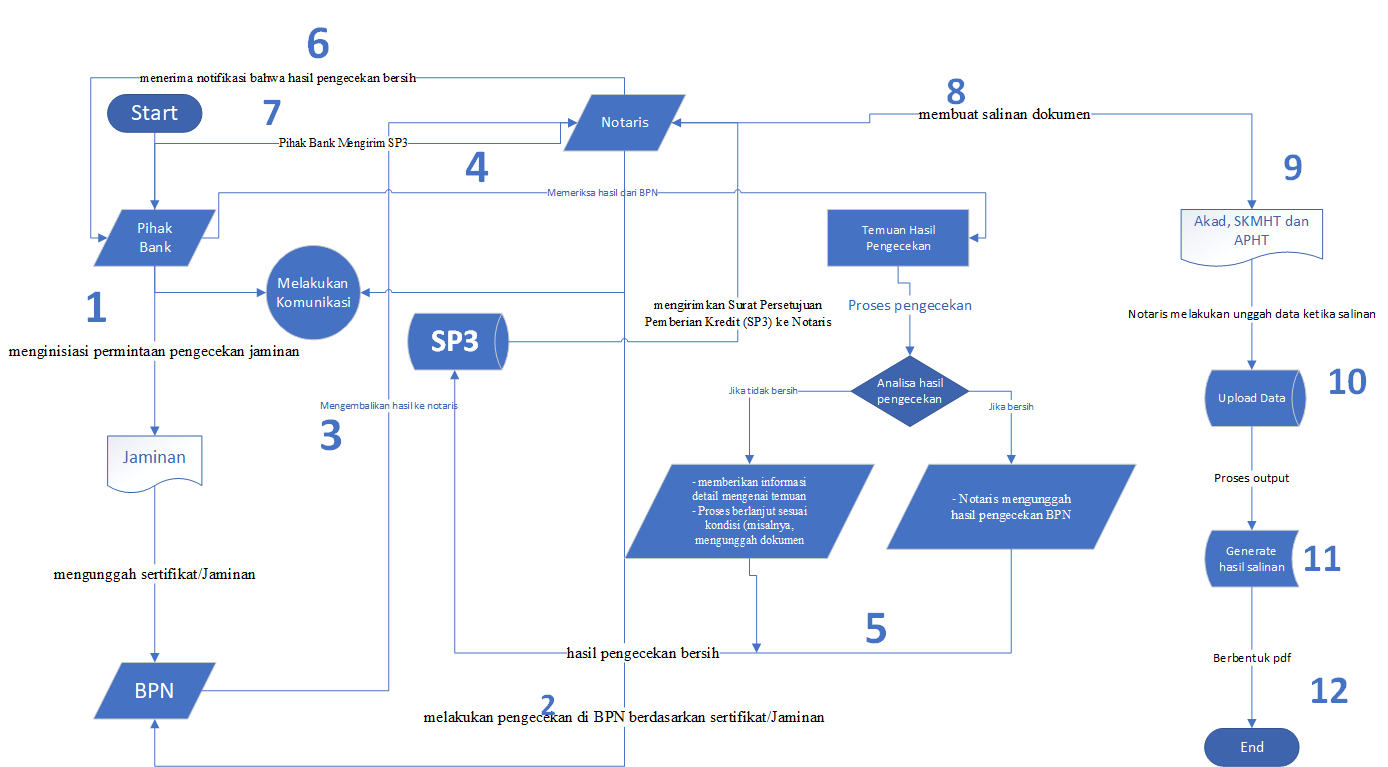 6
menerima notifikasi bahwa hasil pengecekan bersih
Start
7
Notaris
8
membuat salinan dokumen
Pihak Bank Mengirim SP3
4
9
Memeriksa hasil dari BPN
Pihak
Bank
Temuan Hasil
Pengecekan
Akad, SKMHT dan
APHT
Melakukan
Komunikasi
1
mengirimkan Surat Persetujuan
Pemberian Kredit (SP3) ke Notaris
Proses pengecekan
Notaris melakukan unggah data ketika salinan
SP3
menginisiasi permintaan pengecekan jaminan
Analisa hasil
pengecekan
10
Jika tidak bersih
Jika bersih
Upload Data
Mengembalikan hasil ke notaris
3
Jaminan
- memberikan informasi
detail mengenai temuan
- Proses berlanjut sesuai
kondisi (misalnya,
mengunggah dokumen
- Notaris mengunggah
hasil pengecekan BPN
Proses output
Generate
hasil salinan
11
mengunggah sertifikat/Jaminan
5
hasil pengecekan bersih
Berbentuk pdf
BPN
12
2
melakukan pengecekan di BPN berdasarkan sertifikat/Jaminan
End